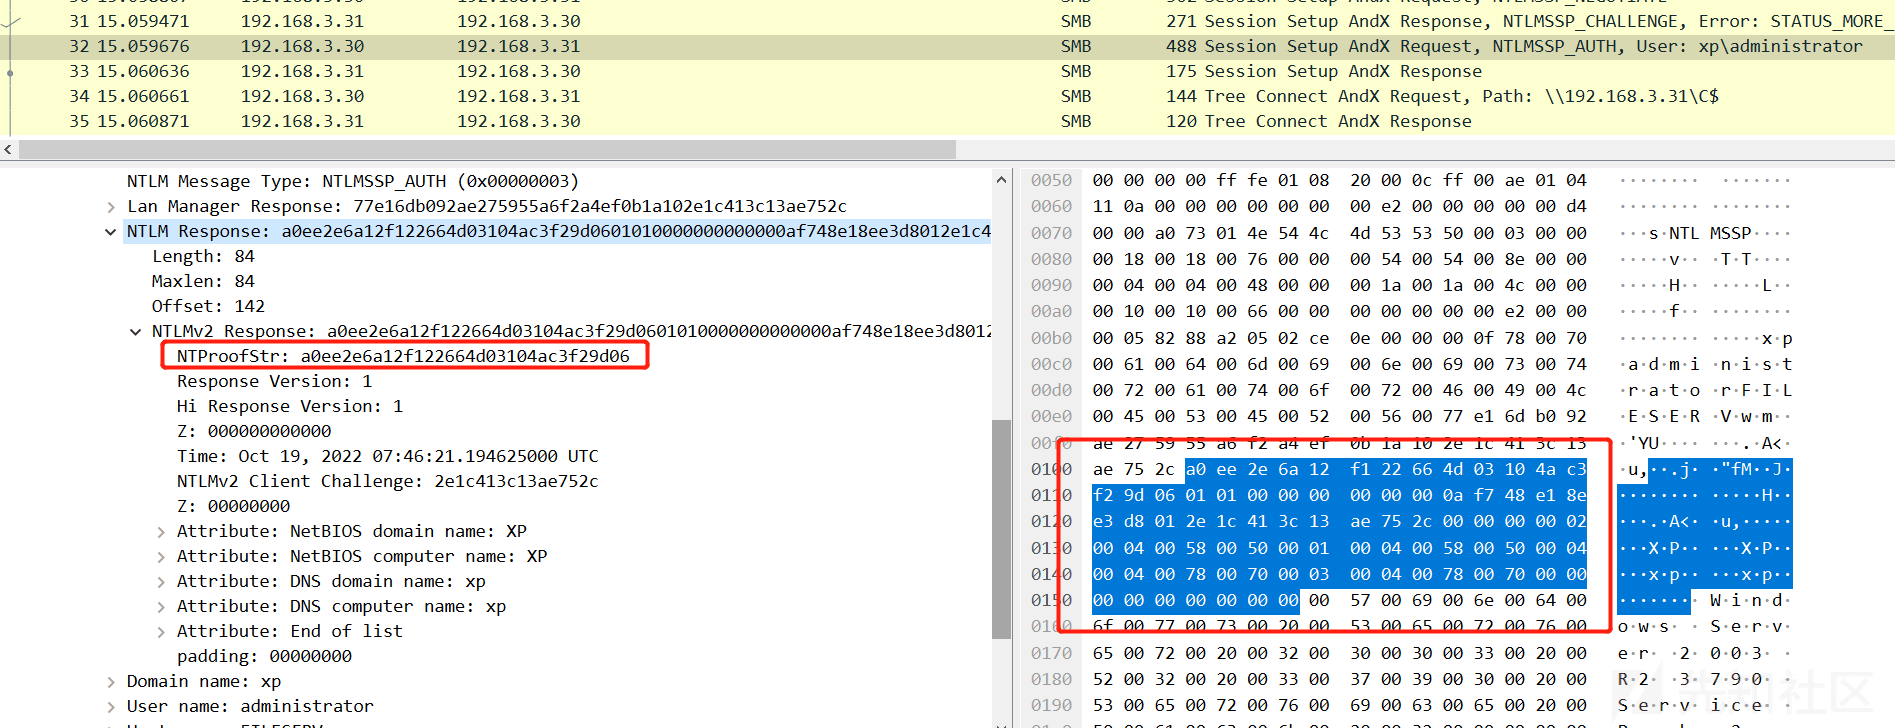 31 15.059471 192.168.3.31 192.168.3.30 SMB 271 Session Setup AndX Response, NTLMSSP_CHALLENGE, Error: STATUS_MORE_
32 15.059676 192.168.3.30 192.168.3.31 SMB 488 Session Setup AndX Request, NTLMSSP_AUTH, User: xp\administrator
33 15.060636 192.168.3.31 192.168.3.30 SMB 175 Session Setup AndX Response
34 15.060661 192.168.3.30 192.168.3.31 SMB 144 Tree Connect AndX Request, Path: \\192.168.3.31\C$
35 15.060871 192.168.3.31 192.168.3.30 SMB 120 Tree Connect AndX Response
NTLM Message Type: NTLMSSP_AUTH (0x00000003)
Lan Manager Response: 77e16db092ae275955a6f2a4ef0b1a102e1c413c13ae752c
NTLM Response: a0ee2e6a12f122664d03104ac3f29d0601010000000000000af748e18ee3d8012e1c4
Length: 84
Maxlen: 84
Offset: 142
NTLMv2 Response: a0ee2e6a12f122664d03104ac3f29d0601010000000000000af748e18ee3d8012
NTProofStr: a0ee2e6a12f122664d03104ac3f29d06
Response Version: 1
Hi Response Version: 1
Z: 000000000000
Time: Oct 19, 2022 07:46:21.194625000 UTC
NTLMv2 Client Challenge: 2e1c413c13ae752c
Z: 00000000
Attribute: NetBIOS domain name: XP
Attribute: NetBIOS computer name: XP
Attribute: DNS domain name: xp
Attribute: DNS computer name: xp
Attribute: End of list
padding: 00000000
Domain name: xp
User name: administrator
0050 00 00 00 00 ff fe 01 08 20 00 0c ff 00 ae 01 04 ········ ·······
0060 11 0a 00 00 00 00 00 00 00 e2 00 00 00 00 00 d4 ········ ········
0070 00 00 a0 73 01 4e 54 4c 4d 53 53 50 00 03 00 00 ···s·NTL MSSP····
0080 00 18 00 18 00 76 00 00 00 54 00 54 00 8e 00 00 ·····v·· ·T·T····
0090 00 04 00 04 00 48 00 00 00 1a 00 1a 00 4c 00 00 ·····H·· ·····L··
00a0 00 10 00 10 00 66 00 00 00 00 00 00 00 e2 00 00 ·····f·· ········
00b0 00 05 82 88 a2 05 02 ce 0e 00 00 00 0f 78 00 70 ········ ·····x·p
00c0 00 61 00 64 00 6d 00 69 00 6e 00 69 00 73 00 74 ·a·d·m·i ·n·i·s·t
00d0 00 72 00 61 00 74 00 6f 00 72 00 46 00 49 00 4c ·r·a·t·o ·r·F·I·L
00e0 00 45 00 53 00 45 00 52 00 56 00 77 e1 6d b0 92 ·E·S·E·R ·V·w·m··
00f0 ae 27 59 55 a6 f2 a4 ef 0b 1a 10 2e 1c 41 3c 13 ·'YU···· ···.·A<·
0100 ae 75 2c a0 ee 2e 6a 12 f1 22 66 4d 03 10 4a c3 ·u,··.j· ·"fM··J·
0110 f2 9d 06 01 01 00 00 00 00 00 00 0a f7 48 e1 8e ········ ·····H··
0120 e3 d8 01 2e 1c 41 3c 13 ae 75 2c 00 00 00 00 02 ···.·A<· ·u,·····
0130 00 04 00 58 00 50 00 01 00 04 00 58 00 50 00 04 ···X·P·· ···X·P··
0140 00 04 00 78 00 70 00 03 00 04 00 78 00 70 00 00 ···x·p·· ···x·p··
0150 00 00 00 00 00 00 00 00 57 00 69 00 6e 00 64 00 ········ W·i·n·d·
0160 6f 00 77 00 73 00 20 00 53 00 65 00 72 00 76 00 o·w·s· · S·e·r·v·
0170 65 00 72 00 20 00 32 00 30 00 30 00 33 00 20 00 e·r· ·2· 0·0·3· ·
0180 52 00 32 00 20 00 33 00 37 00 39 00 30 00 20 00 R·2· ·3· 7·9·0· ·
0190 53 00 65 00 72 00 76 00 69 00 63 00 65 00 20 00 S·e·r·v· i·c·e· ·